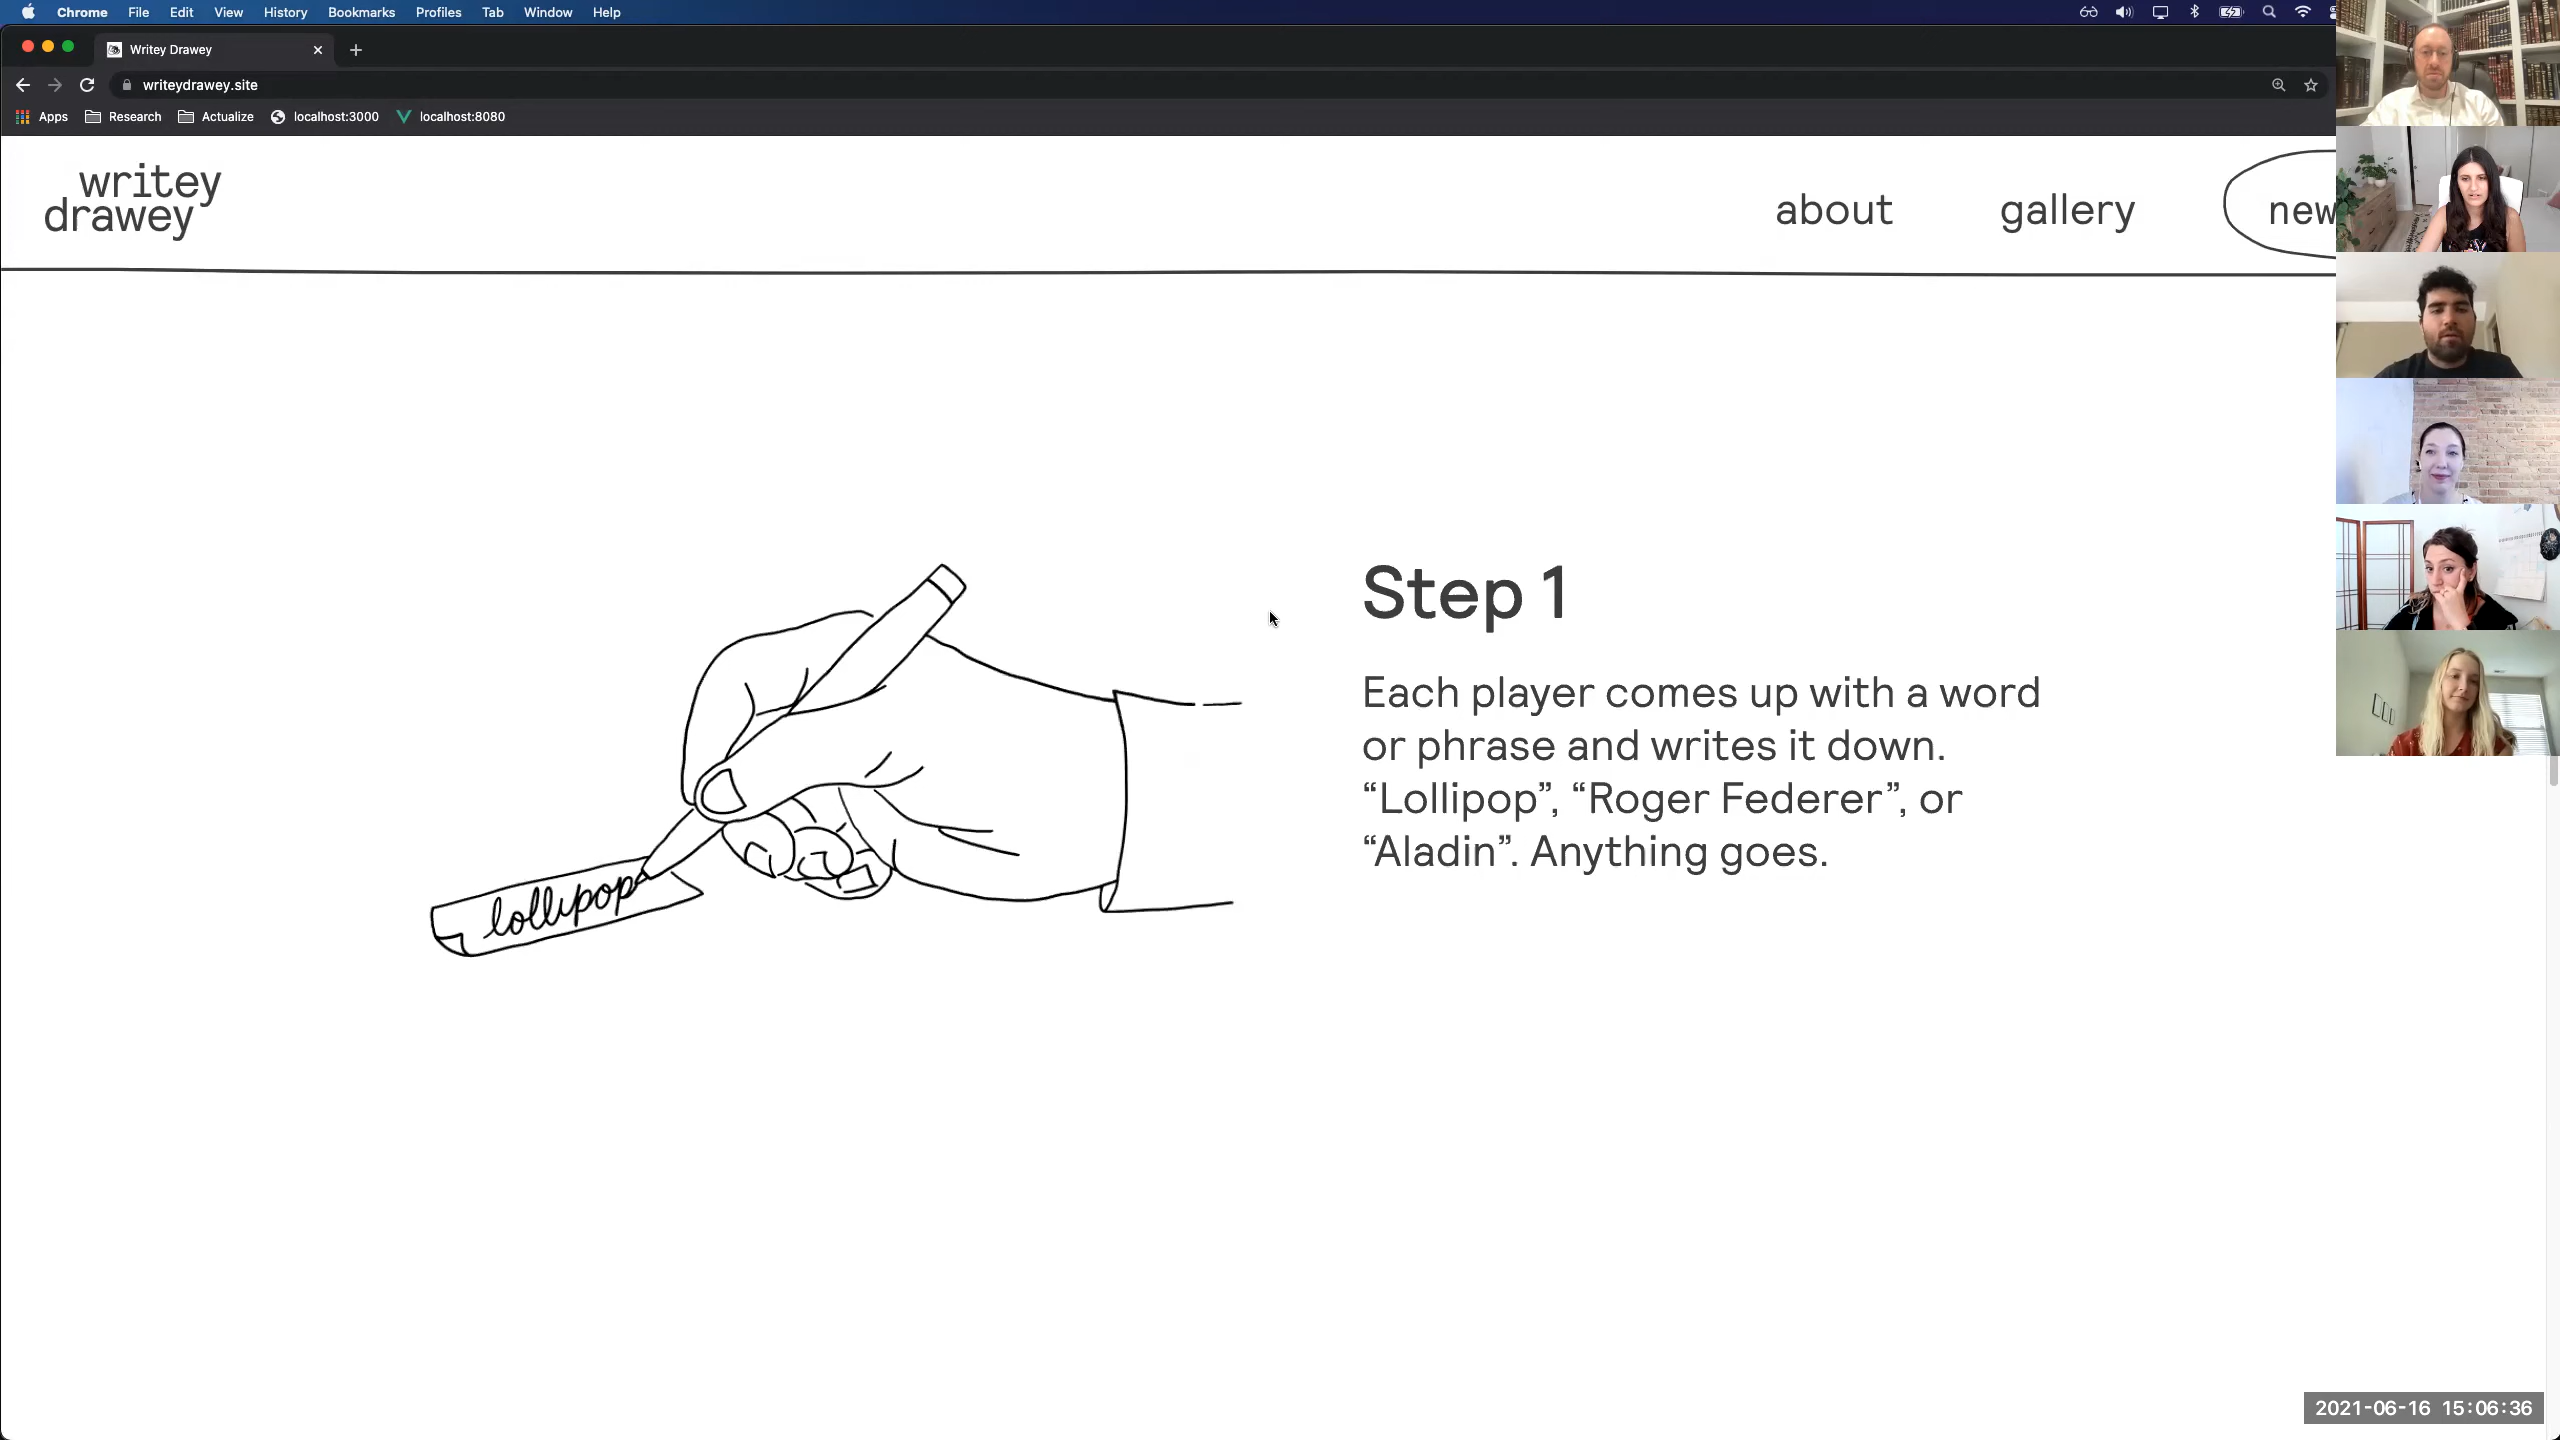 Chrome File Edit View History Bookmarks Profiles Tab Window Help
Writey Drawey
writeydrawey.site
Apps Research Actualize localhost:3000 localhost:8080
writey
drawey
about gallery new
Step 1
Each player comes up with a word
or phrase and writes it down.
“Lollipop”, “Roger Federer”, or
“Aladin”. Anything goes.
lollipop
2021-06-16 15:06:36